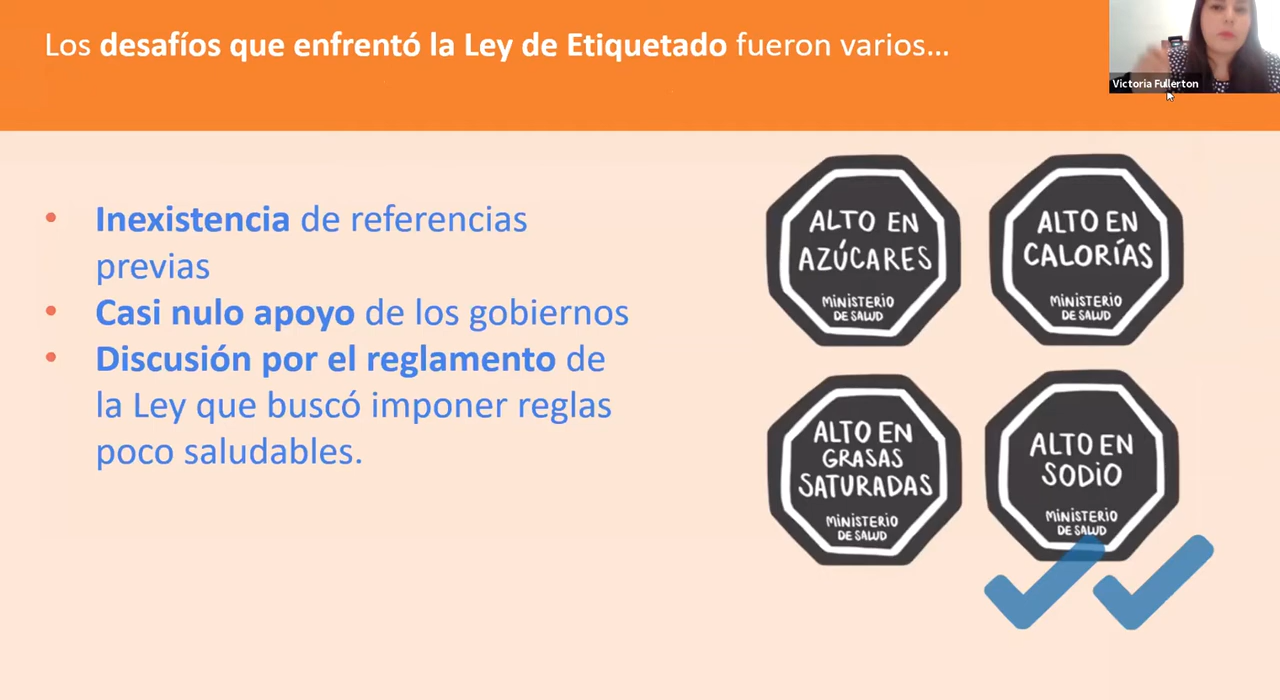 Los desafíos que enfrentó la Ley de Etiquetado fueron varios...
Victoria Fullerton
• Inexistencia de referencias
previas
• Casi nulo apoyo de los gobiernos
• Discusión por el reglamento de
la Ley que buscó imponer reglas
poco saludables.
ALTO EN
AZÚCARES
MINISTERIO
DE SALUD
ALTO EN
CALORÍAS
MINISTERIO
DE SALUD
ALTO EN
GRASAS
SATURADAS
MINISTERIO
DE SALUD
ALTO EN
SODIO
MINISTERIO
DE SALUD